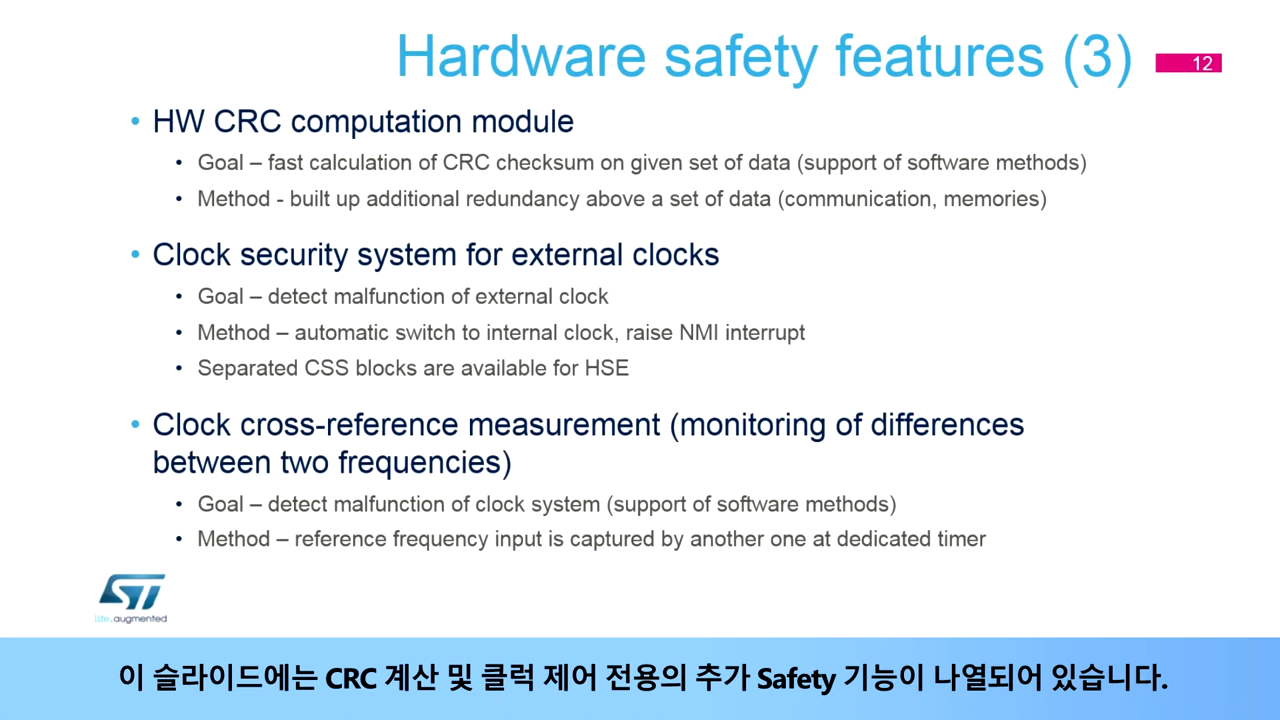 Hardware safety features (3)
12
• HW CRC computation module
• Goal – fast calculation of CRC checksum on given set of data (support of software methods)
• Method - built up additional redundancy above a set of data (communication, memories)
• Clock security system for external clocks
• Goal – detect malfunction of external clock
• Method – automatic switch to internal clock, raise NMI interrupt
• Separated CSS blocks are available for HSE
• Clock cross-reference measurement (monitoring of differences
between two frequencies)
• Goal – detect malfunction of clock system (support of software methods)
• Method – reference frequency input is captured by another one at dedicated timer
ST
life.augmented
이 슬라이드에는 CRC 계산 및 클럭 제어 전용의 추가 Safety 기능이 나열되어 있습니다.